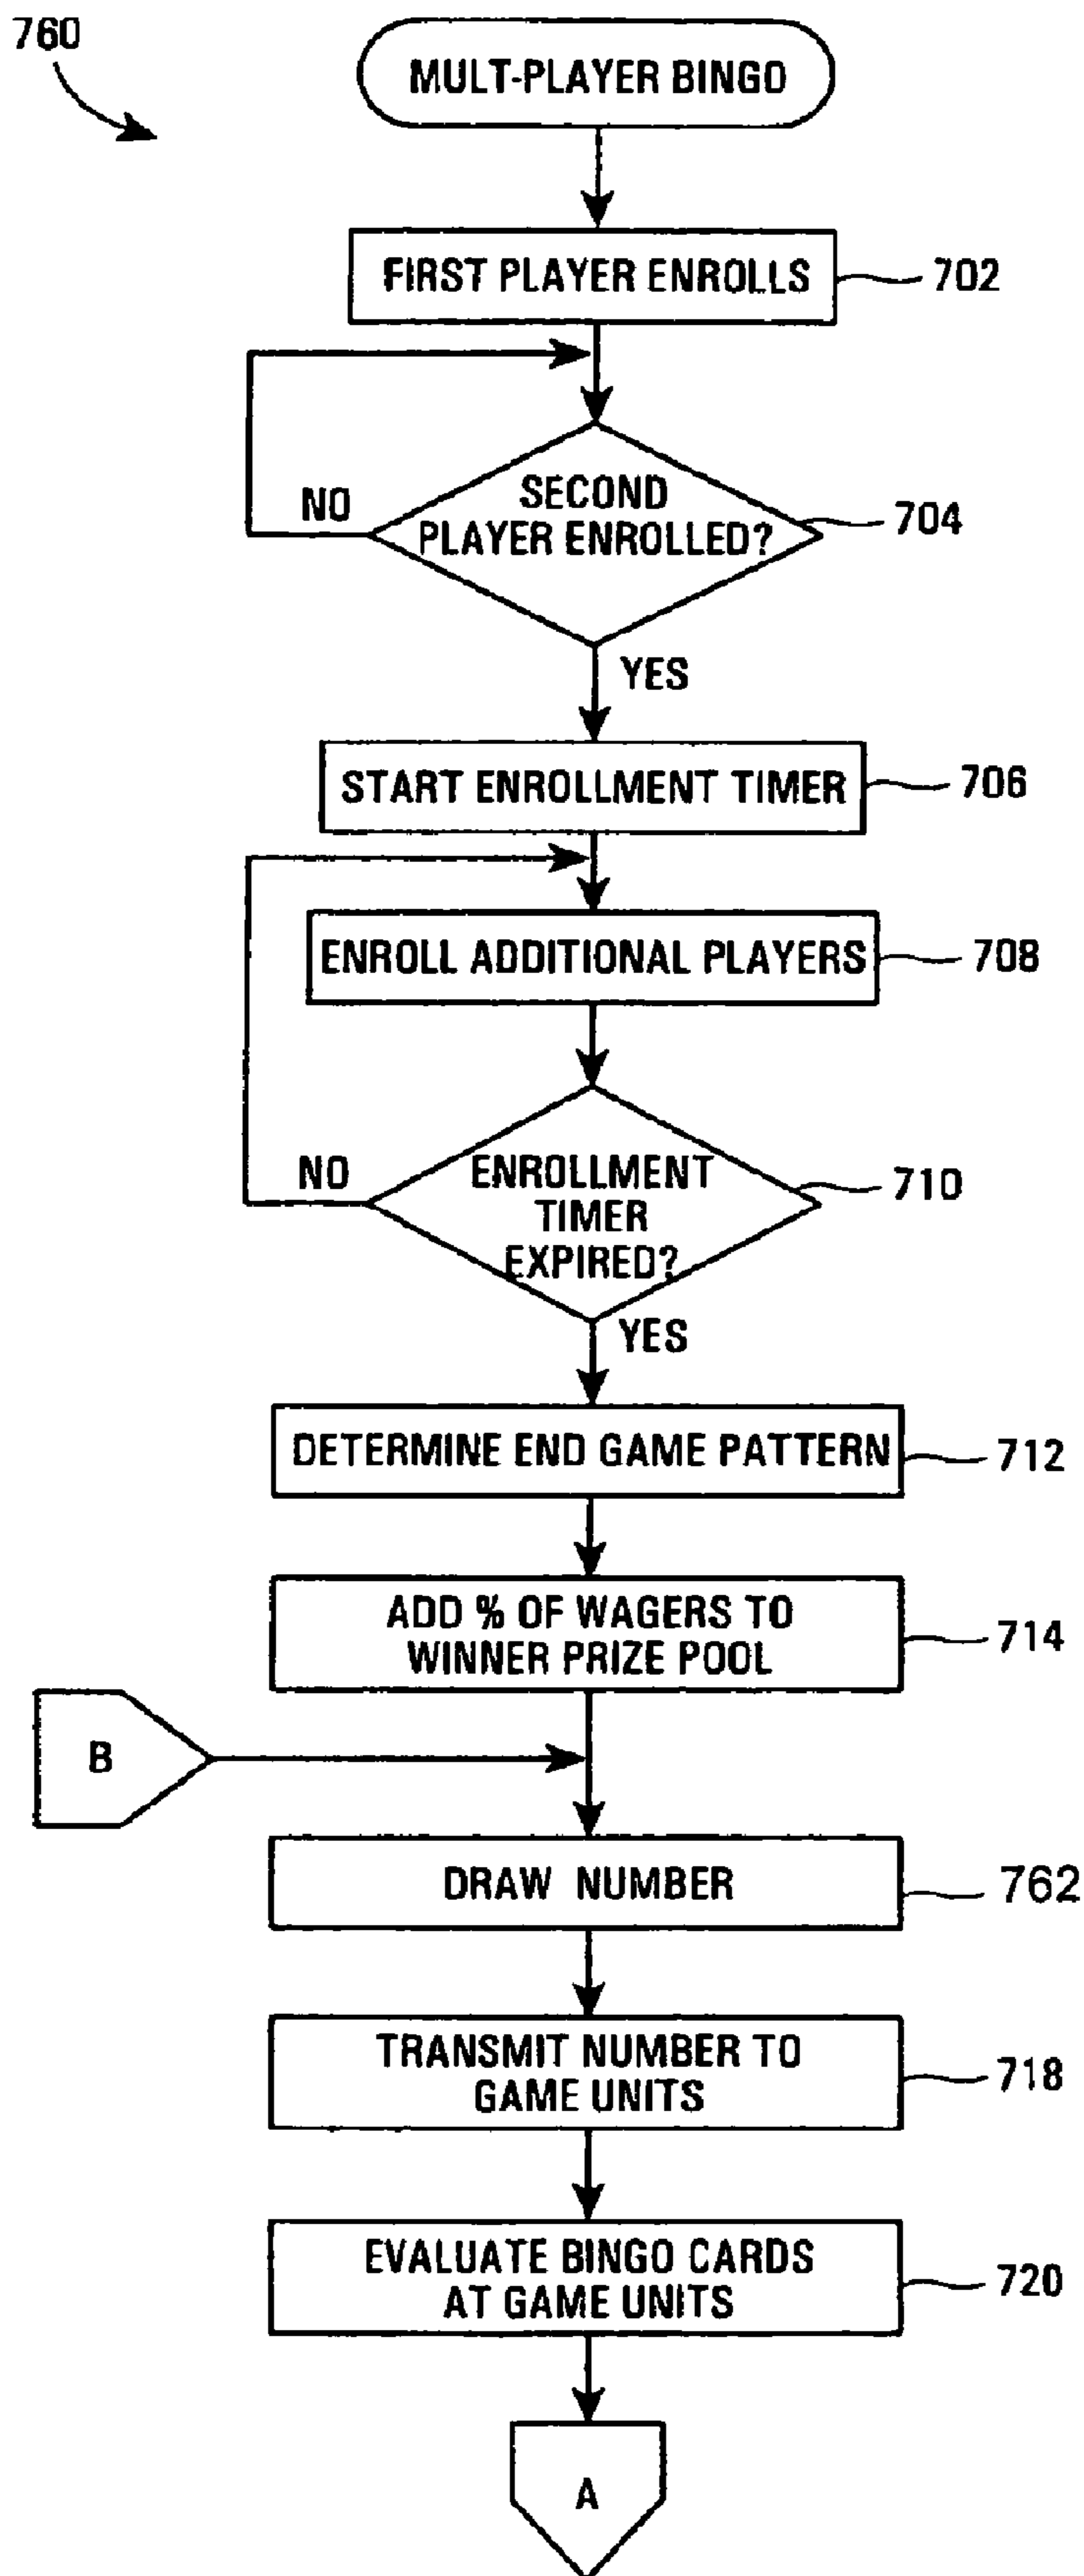 760
MULT-PLAYER BINGO
FIRST PLAYER ENROLLS
702
SECOND
PLAYER ENROLLED?
704
NO
YES
START ENROLLMENT TIMER
706
ENROLL ADDITIONAL PLAYERS
708
ENROLLMENT
TIMER
EXPIRED?
710
NO
YES
DETERMINE END GAME PATTERN
712
ADD % OF WAGERS TO
WINNER PRIZE POOL
714
B
DRAW NUMBER
762
TRANSMIT NUMBER TO
GAME UNITS
718
EVALUATE BINGO CARDS
AT GAME UNITS
720
A